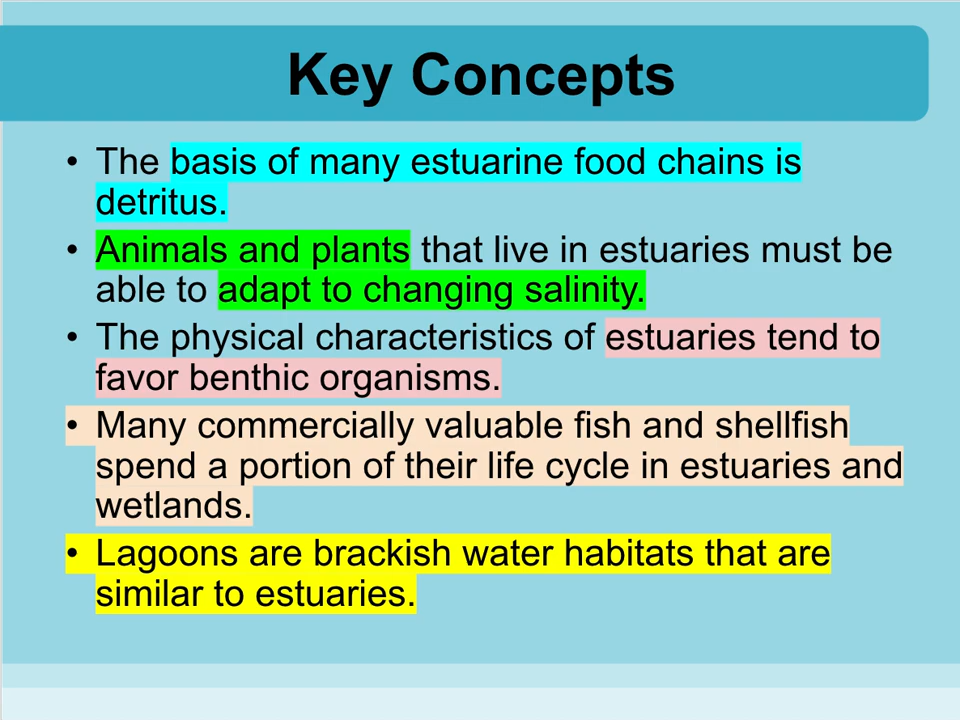 Key Concepts
• The basis of many estuarine food chains is
detritus.
• Animals and plants that live in estuaries must be
able to adapt to changing salinity.
• The physical characteristics of estuaries tend to
favor benthic organisms.
• Many commercially valuable fish and shellfish
spend a portion of their life cycle in estuaries and
wetlands.
• Lagoons are brackish water habitats that are
similar to estuaries.